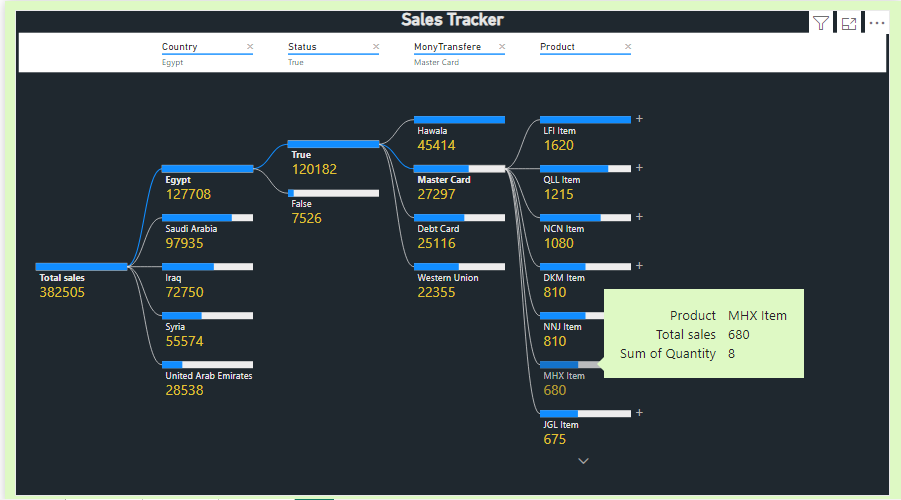 Sales Tracker
Country × Status × MonyTransfere × Product ×
Egypt True Master Card
Total sales
382505
Egypt
127708
Saudi Arabia
97935
Iraq
72750
Syria
55574
United Arab Emirates
28538
True
120182
False
7526
Hawala
45414
Master Card
27297
Debt Card
25116
Western Union
22355
LFI Item
1620
QLL Item
1215
NCN Item
1080
DKM Item
810
NNJ Item
810
MHX Item
680
JGL Item
675
Product MHX Item
Total sales 680
Sum of Quantity 8